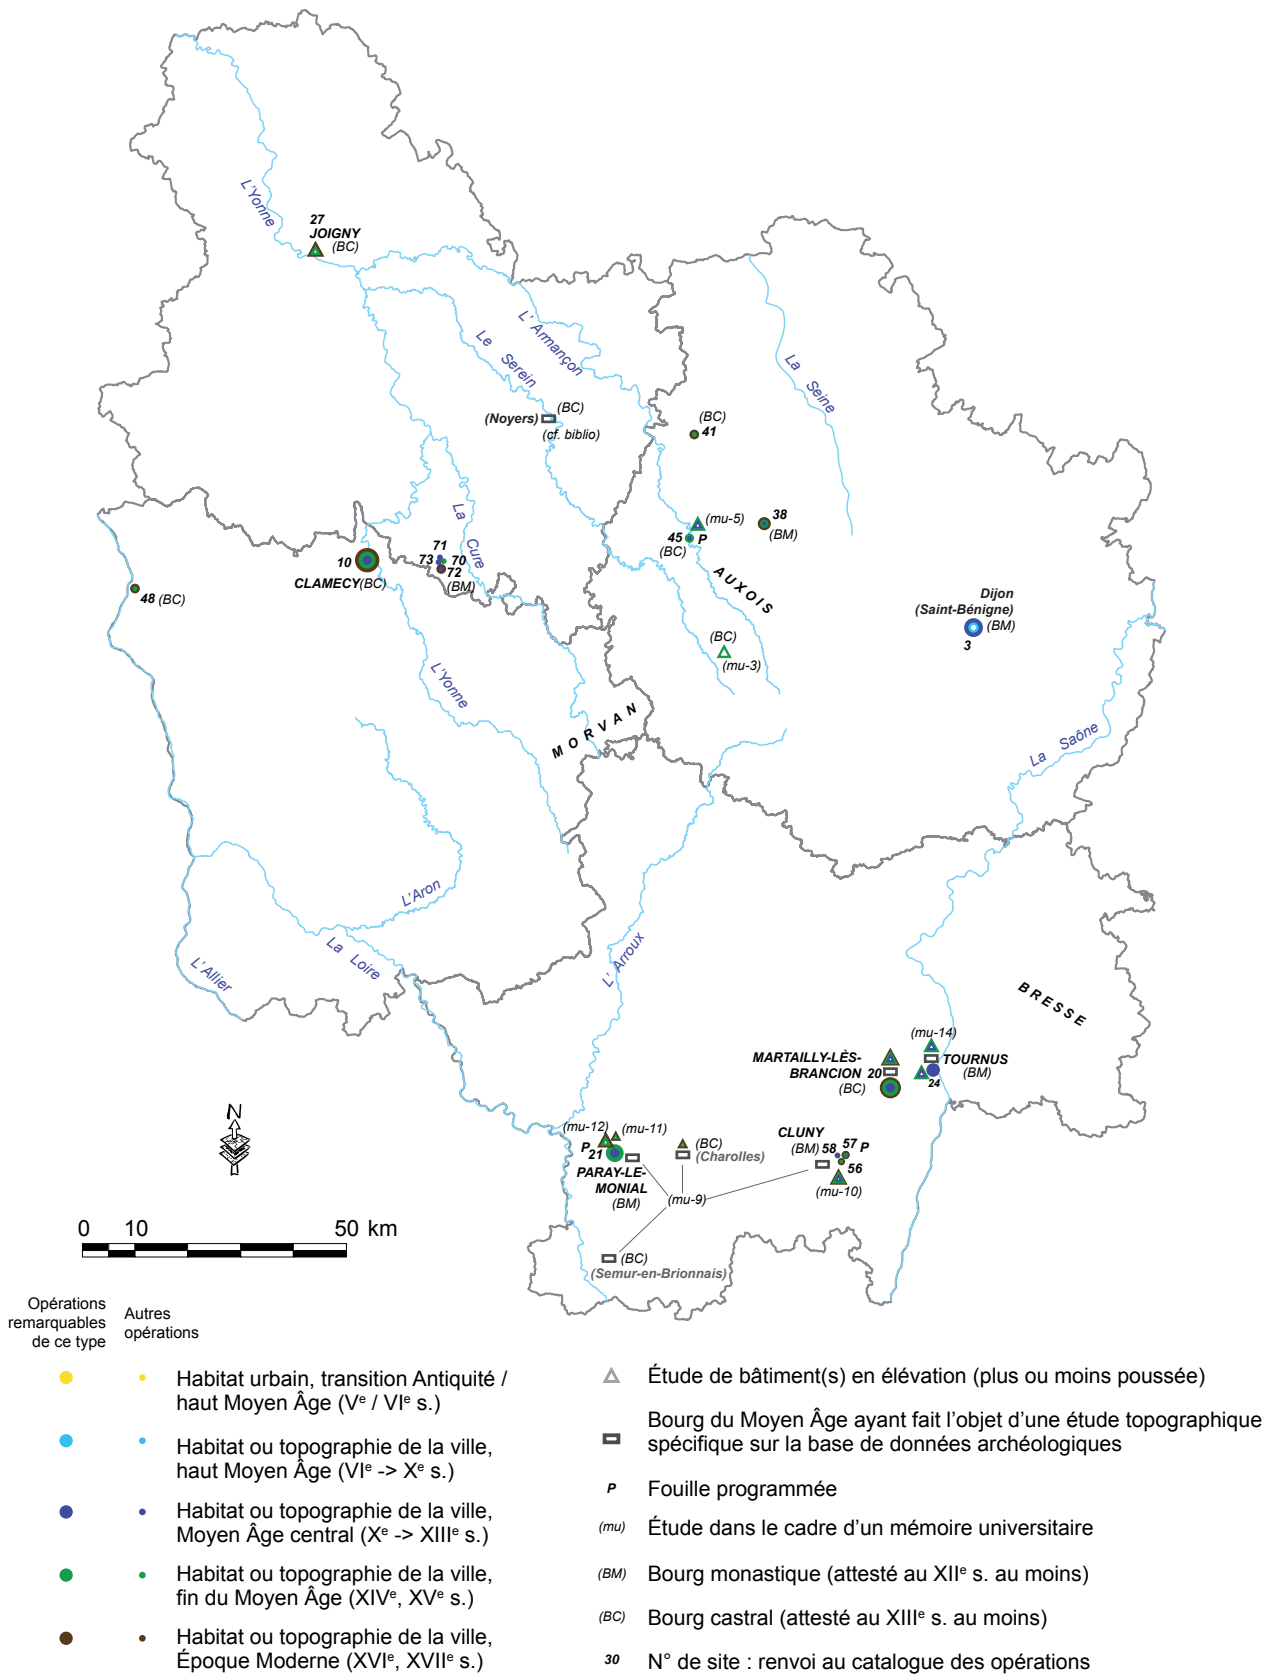 L'Yonne
27
JOIGNY
(BC)
L' Armançon
Le Serein
La Seine
(Noyers)
(BC)
(cf. biblio)
(BC)
41
La Cure
(mu-5)
38
(BM)
45
P
(BC)
AUXOIS
10
CLAMECY(BC)
71
73
70
72
(BM)
48 (BC)
Dijon
(Saint-Bénigne)
(BM)
3
(BC)
(mu-3)
L'Yonne
MORVAN
La Saône
L'Aron
La Loire
L'Allier
L' Arroux
BRESSE
(mu-14)
MARTAILLY-LÈS-
BRANCION 20
(BC)
TOURNUS
(BM)
24
(mu-12)
(mu-11)
P
21
PARAY-LE-
MONIAL
(BM)
(BC)
(Charolles)
(mu-9)
CLUNY
(BM)
58
57 P
56
(mu-10)
(BC)
(Semur-en-Brionnais)
N
0 10 50 km
Opérations
remarquables
de ce type
Autres
opérations
Habitat urbain, transition Antiquité /
haut Moyen Âge (Ve / VIe s.)
Habitat ou topographie de la ville,
haut Moyen Âge (VIe -> Xe s.)
Habitat ou topographie de la ville,
Moyen Âge central (Xe -> XIIIe s.)
Habitat ou topographie de la ville,
fin du Moyen Âge (XIVe, XVe s.)
Habitat ou topographie de la ville,
Époque Moderne (XVIe, XVIIe s.)
Étude de bâtiment(s) en élévation (plus ou moins poussée)
Bourg du Moyen Âge ayant fait l'objet d'une étude topographique
spécifique sur la base de données archéologiques
P Fouille programmée
(mu) Étude dans le cadre d'un mémoire universitaire
(BM) Bourg monastique (attesté au XIIe s. au moins)
(BC) Bourg castral (attesté au XIIIe s. au moins)
30 N° de site : renvoi au catalogue des opérations